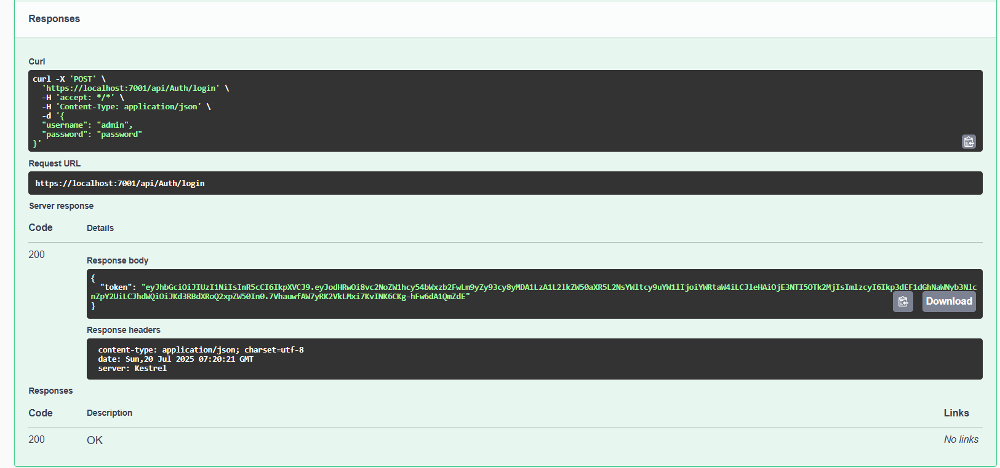 Responses
Curl
curl -X 'POST' \
  'https://localhost:7001/api/Auth/login' \
  -H 'accept: */*' \
  -H 'Content-Type: application/json' \
  -d '{
  "username": "admin",
  "password": "password"
}'
Request URL
https://localhost:7001/api/Auth/login
Server response
Code Details
200
Response body
{
  "token": "eyJhbGciOiJIUzI1NiIsInR5cCI6IkpXVCJ9.eyJodHRwOi8vc2NoZW1hcy54bWxzb2FwLm9yZy93cy8yMDA1LzA1L2lkZW50aXR5L2NsYWltcy9uYW1lIjoiYWRtaW4iLCJleHAiOjE3NTI5OTk2MjIsImlzcyI6Ikp3dEF1dGhNaWNyb3Nlc
nZpY2UiLCJhdWQiOiJKd3RBdXRoQ2xpZW50In0.7VhauwfAW7yRK2VkLMxi7KvINK6CKg-hFw6dA1QmZdE"
}
Download
Response headers
content-type: application/json; charset=utf-8
date: Sun,20 Jul 2025 07:20:21 GMT
server: Kestrel
Responses
Code Description Links
200 OK No links